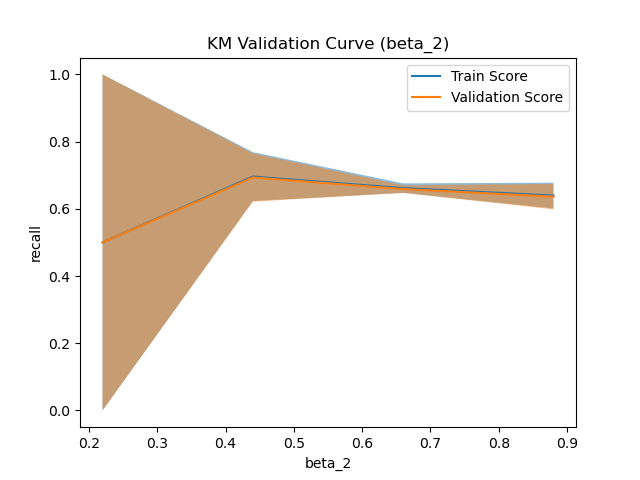 KM Validation Curve (beta_2)
Train Score
Validation Score
recall
1.0
0.8
0.6
0.4
0.2
0.0
0.2 0.3 0.4 0.5 0.6 0.7 0.8 0.9
beta_2